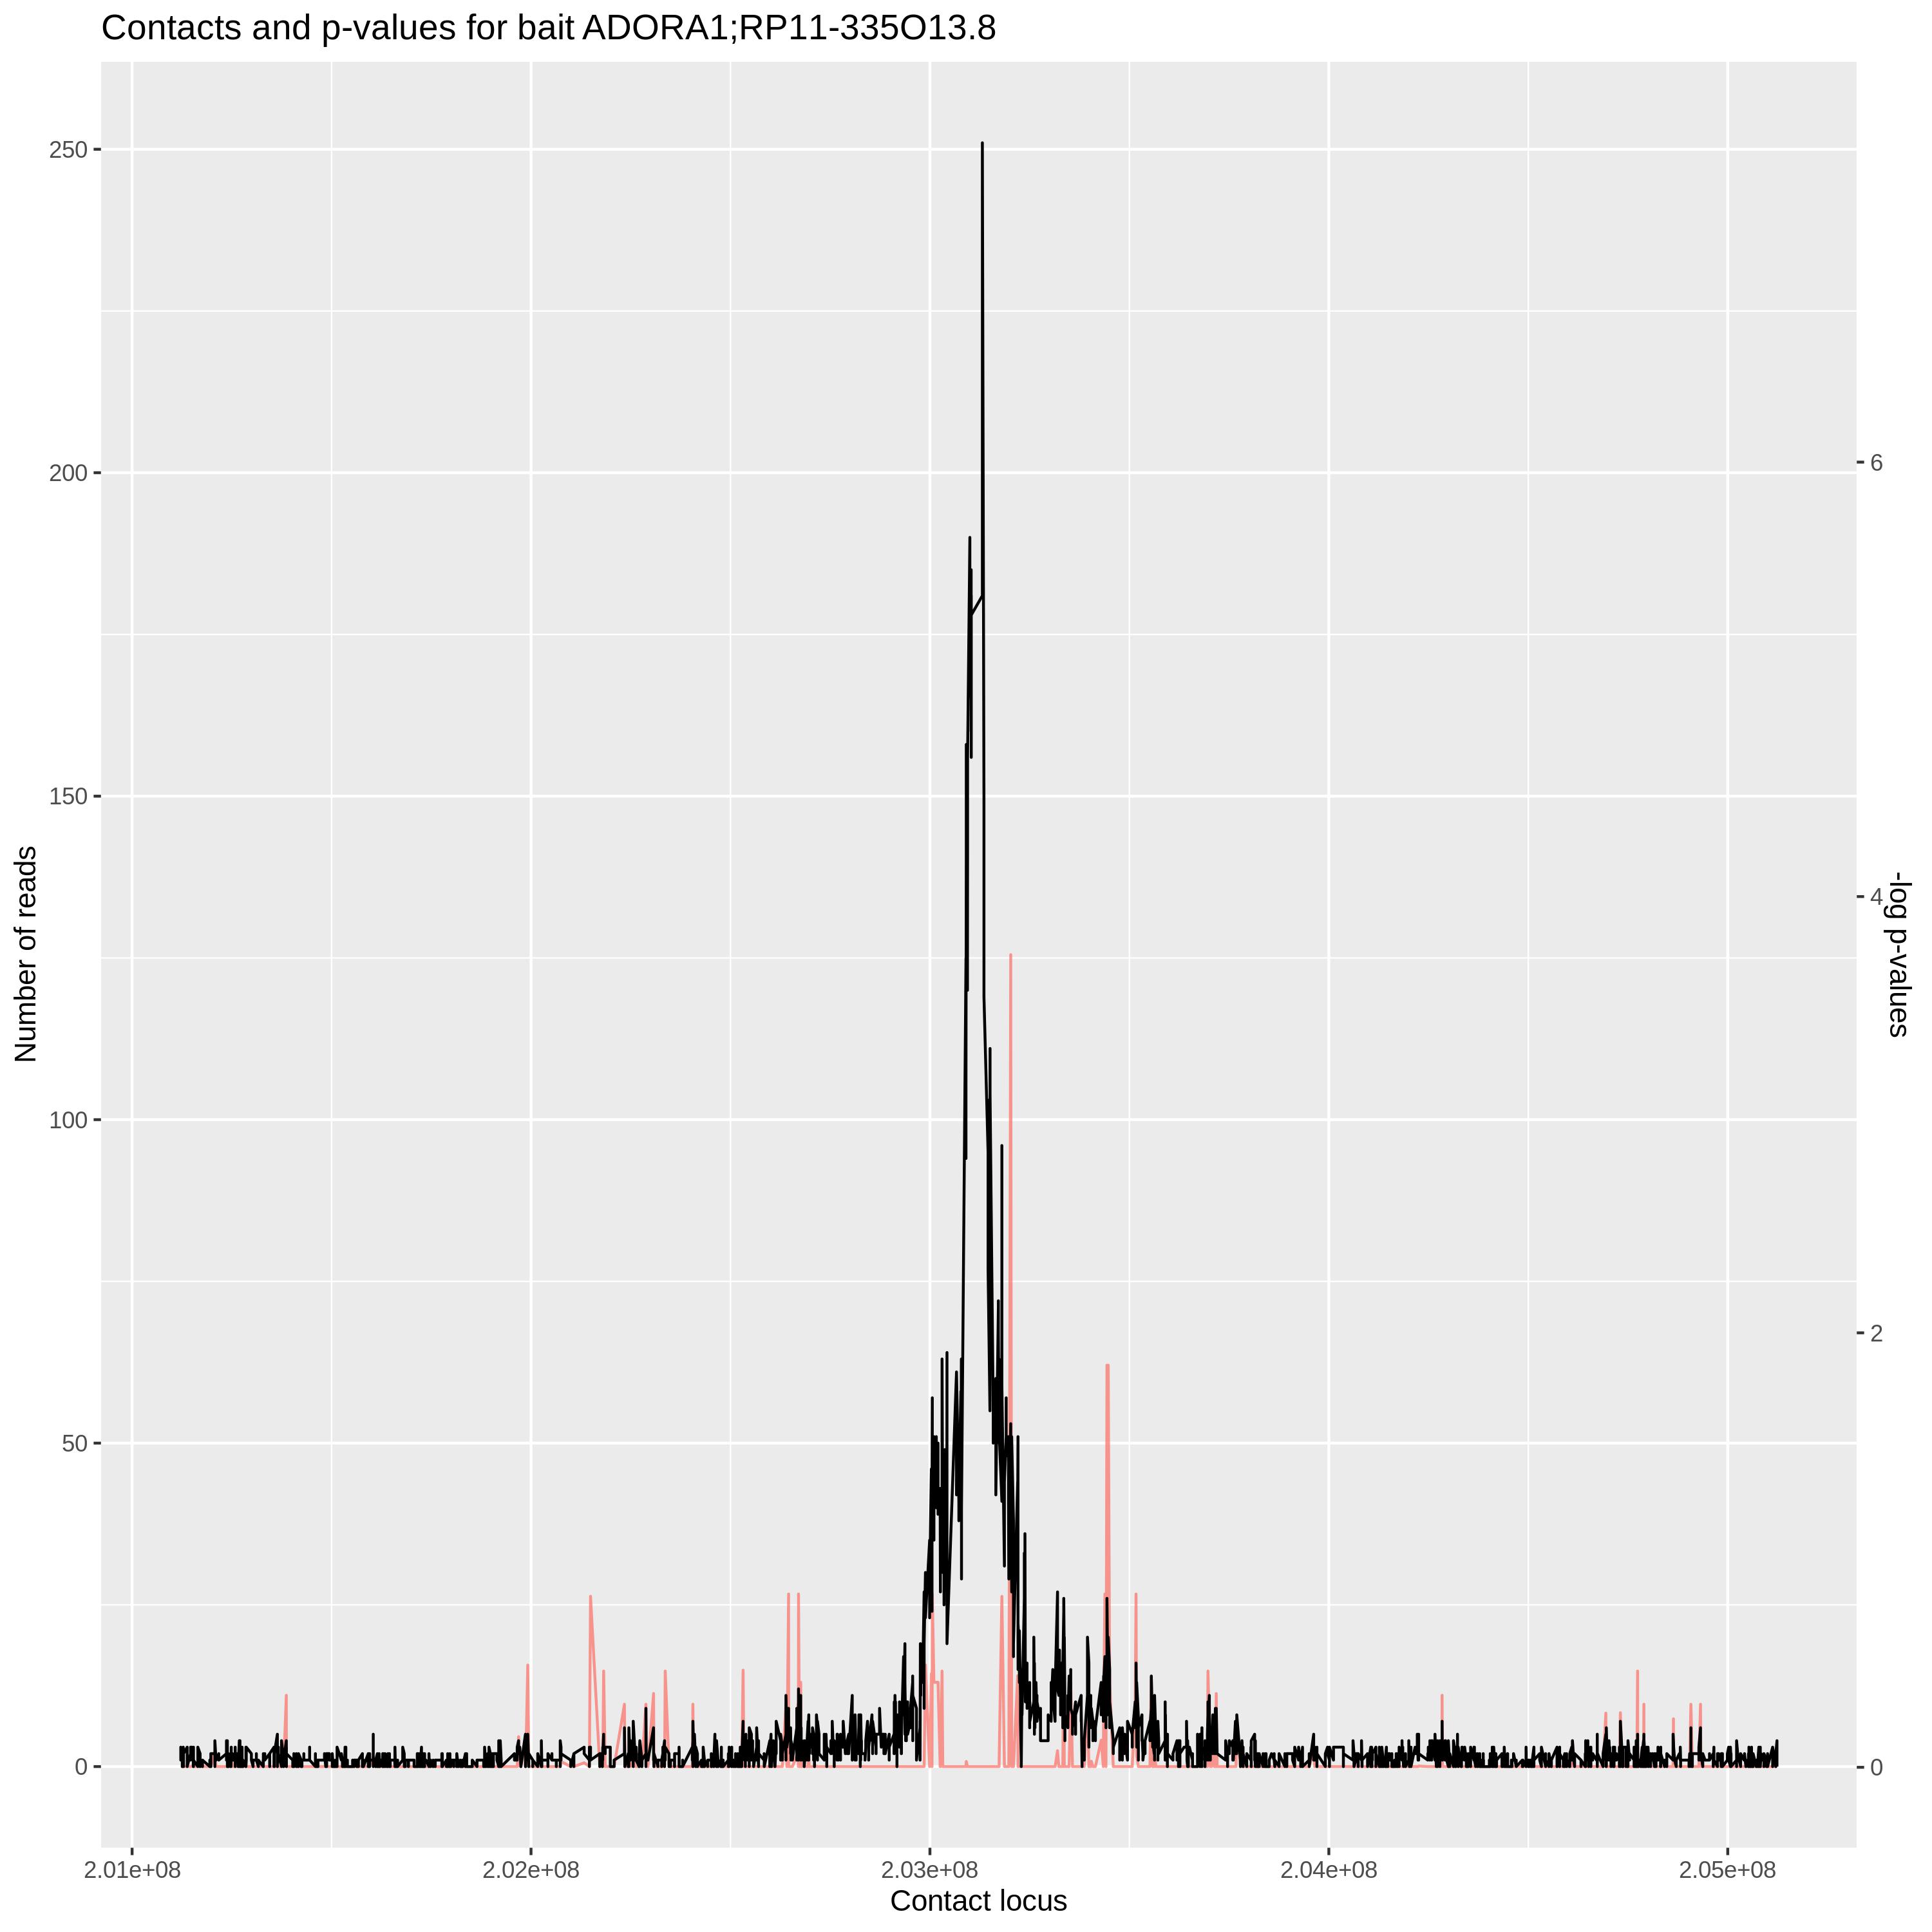 Contacts and p-values for bait ADORA1;RP11-335O13.8
250
200
150
100
50
0
Number of reads
6
4
2
0
-log p-values
2.01e+08
2.02e+08
2.03e+08
2.04e+08
2.05e+08
Contact locus